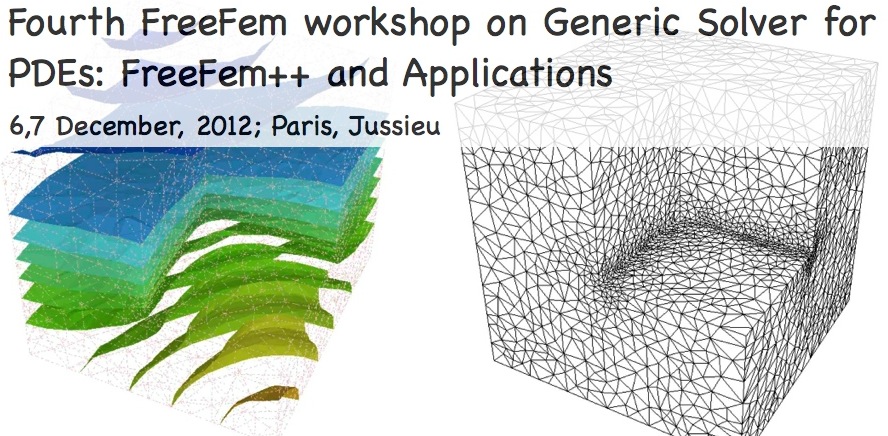 Fourth FreeFem workshop on Generic Solver for
PDEs: FreeFem++ and Applications
6,7 December, 2012; Paris, Jussieu